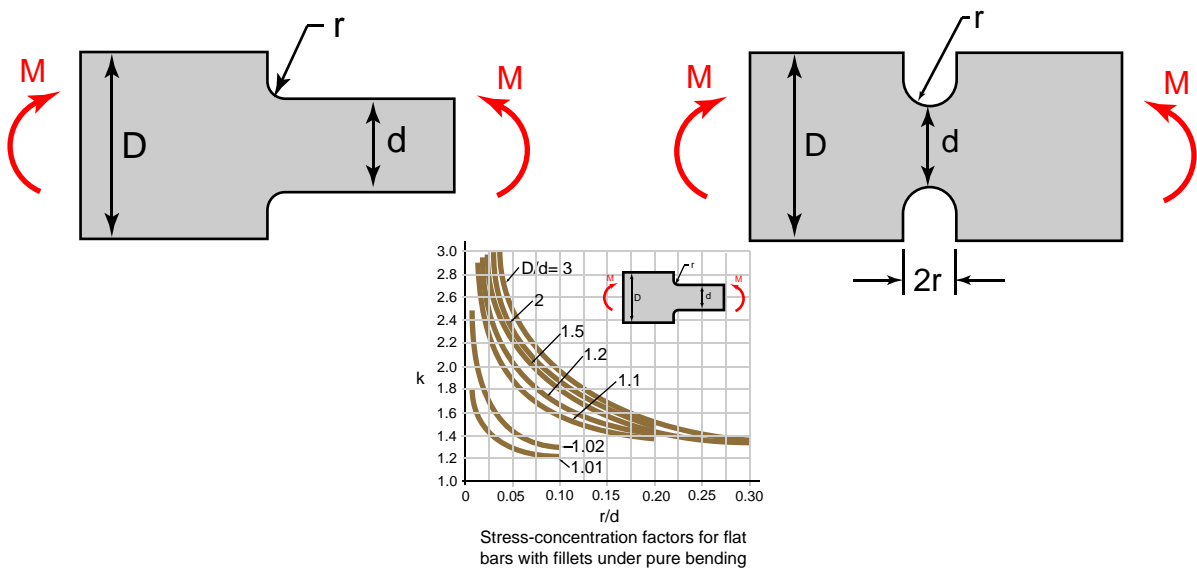 r
M
D
d
M
r
M
D
d
M
2r
3.0
2.8
2.6
2.4
2.2
2.0
1.8
1.6
1.4
1.2
1.0
k
D/d= 3
2
1.5
1.2
1.1
1.02
1.01
r
M
D
d
M
0
0.05
0.10
0.15
0.20
0.25
0.30
r/d
Stress-concentration factors for flat
bars with fillets under pure bending